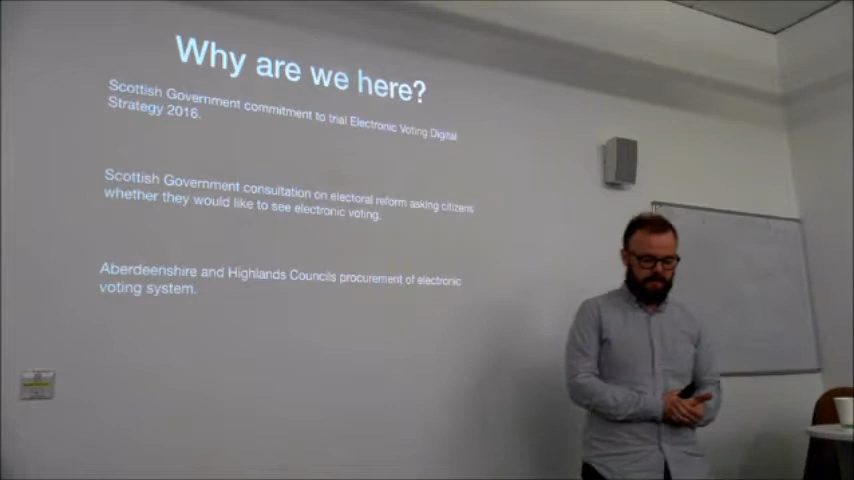 Why are we here?
Scottish Government commitment to trial Electronic Voting Digital
Strategy 2016.
Scottish Government consultation on electoral reform asking citizens
whether they would like to see electronic voting.
Aberdeenshire and Highlands Councils procurement of electronic
voting system.